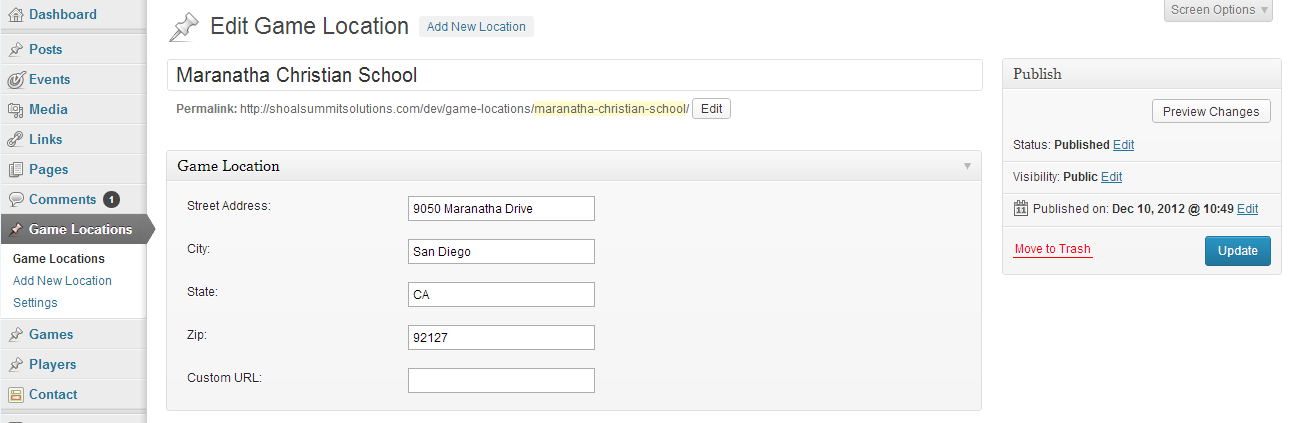 Dashboard
Posts
Events
Media
Links
Pages
Comments 1
Game Locations
Game Locations
Add New Location
Settings
Games
Players
Contact
Screen Options
Edit Game Location Add New Location
Maranatha Christian School
Permalink: http://shoalsummitsolutions.com/dev/game-locations/maranatha-christian-school/ Edit
Game Location
Street Address: 9050 Maranatha Drive
City: San Diego
State: CA
Zip: 92127
Custom URL:
Publish
Preview Changes
Status: Published Edit
Visibility: Public Edit
11 Published on: Dec 10, 2012 @ 10:49 Edit
Move to Trash Update